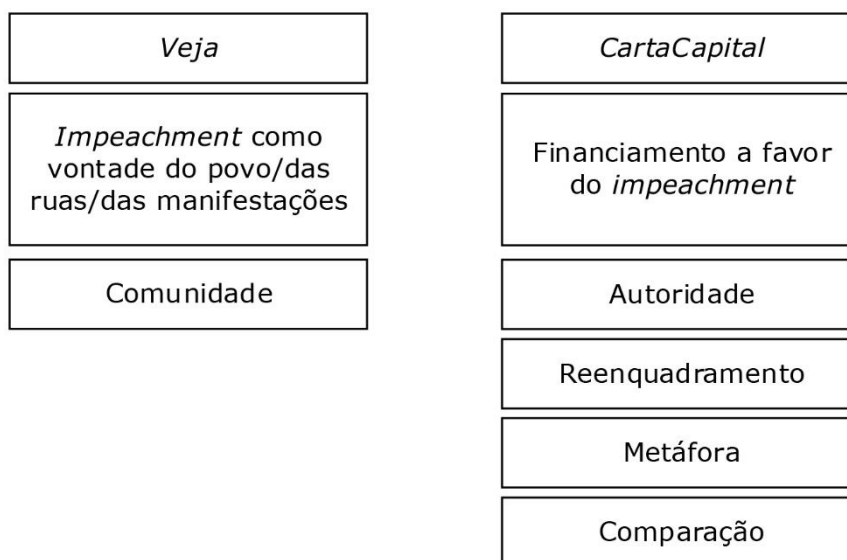 Veja
Impeachment como
vontade do povo/das
ruas/das manifestações
Comunidade
CartaCapital
Financiamento a favor
do impeachment
Autoridade
Reenquadramento
Metáfora
Comparação